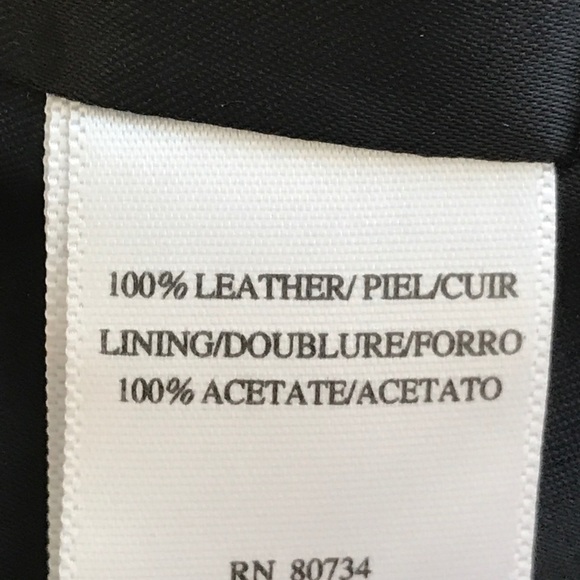 100% LEATHER/ PIEL/CUIR
LINING/DOUBLURE/FORRO
100% ACETATE/ACETATO
RN 80734